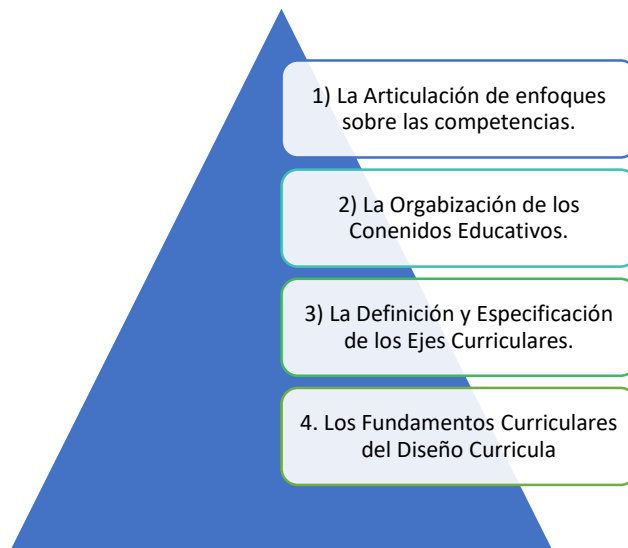 1) La Articulación de enfoques
sobre las competencias.
2) La Orgabización de los
Conenidos Educativos.
3) La Definición y Especificación
de los Ejes Curriculares.
4. Los Fundamentos Curriculares
del Diseño Curricula